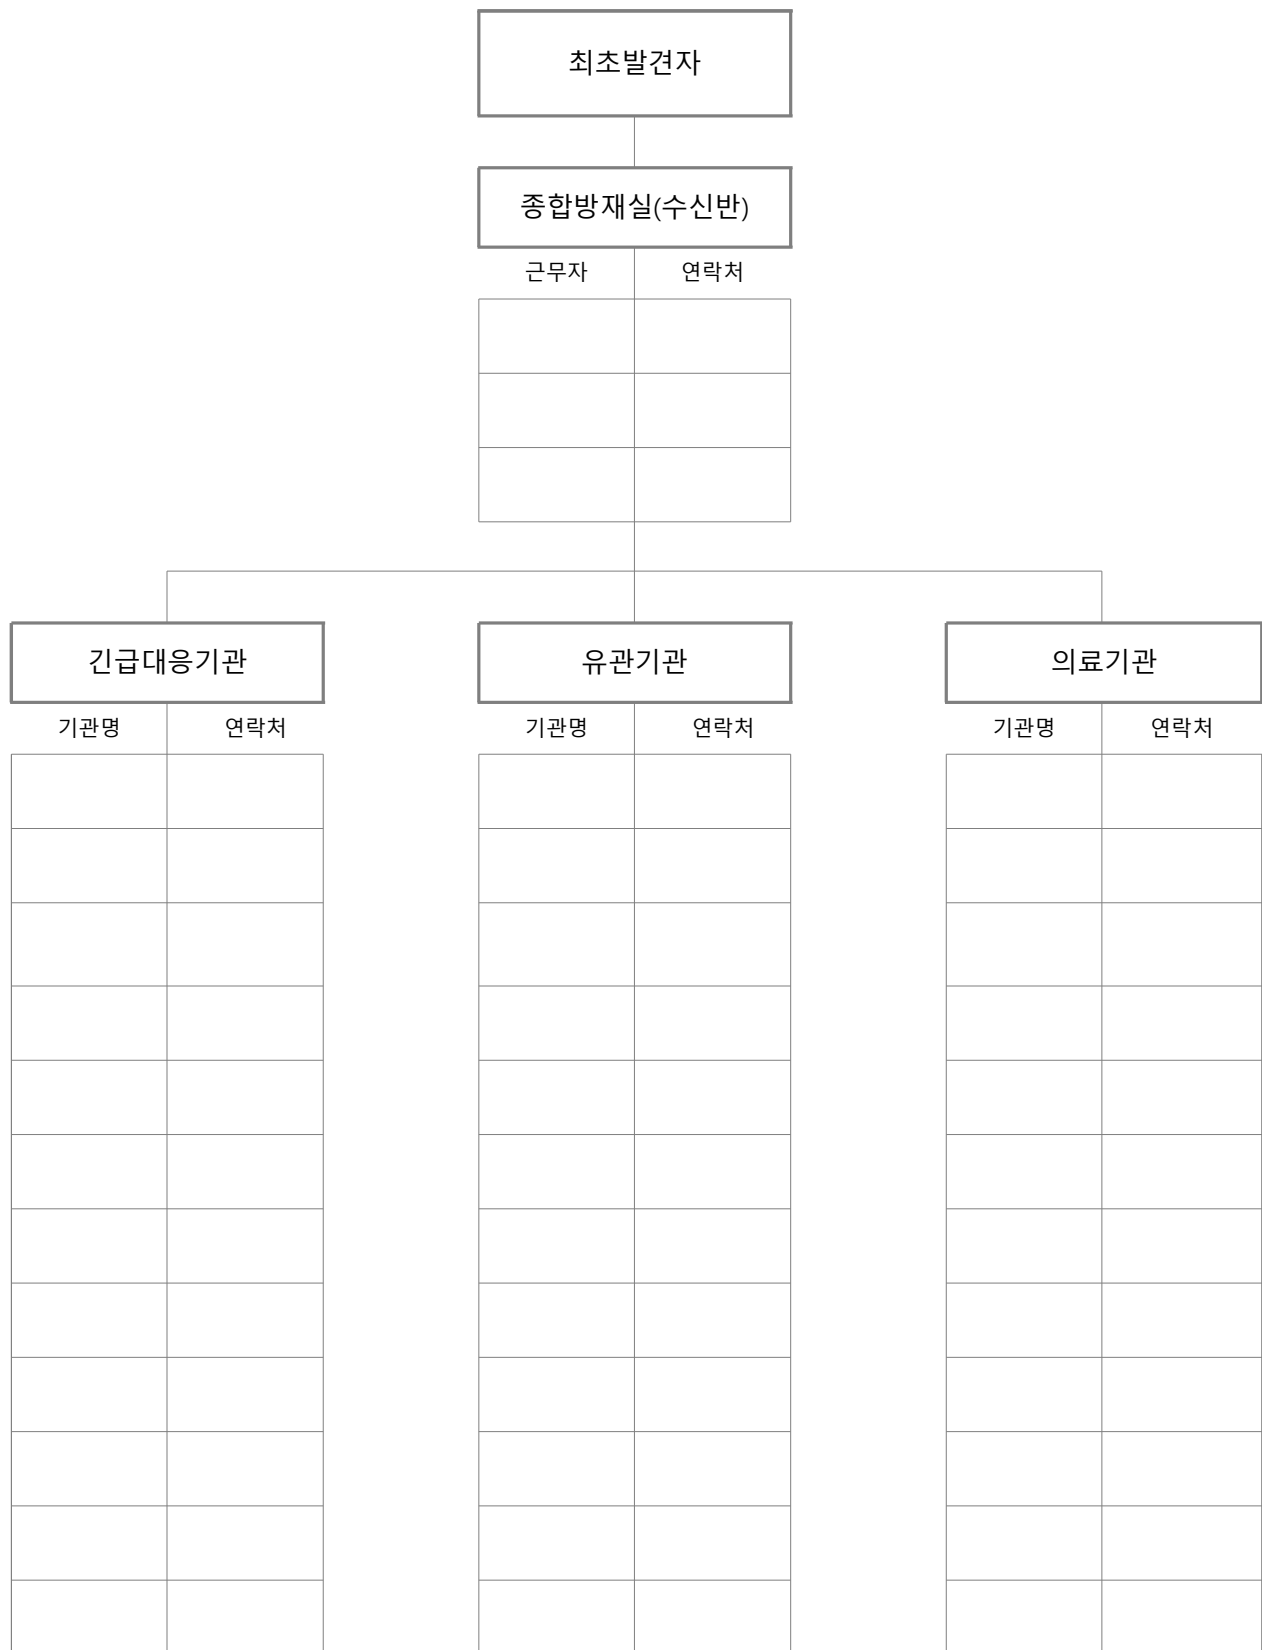 최초발견자
종합방재실(수신반)
근무자 연락처
긴급대응기관 유관기관 의료기관
기관명 연락처 기관명 연락처 기관명 연락처